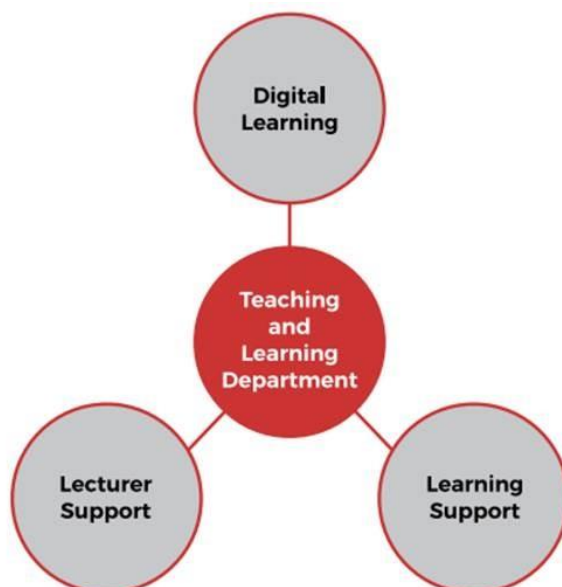 Digital
Learning
Teaching
and
Learning
Department
Lecturer
Support
Learning
Support